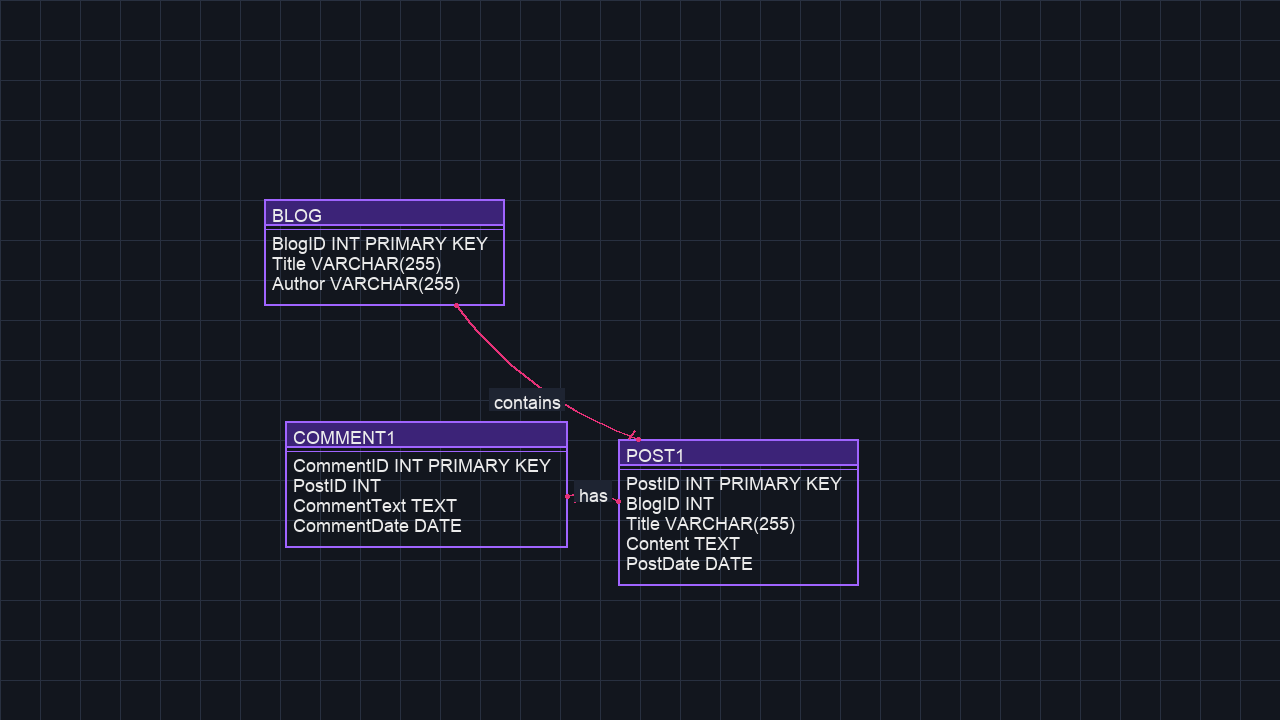 BLOG
BlogID INT PRIMARY KEY
Title VARCHAR(255)
Author VARCHAR(255)
contains
COMMENT1
CommentID INT PRIMARY KEY
PostID INT
CommentText TEXT
CommentDate DATE
has
POST1
PostID INT PRIMARY KEY
BlogID INT
Title VARCHAR(255)
Content TEXT
PostDate DATE